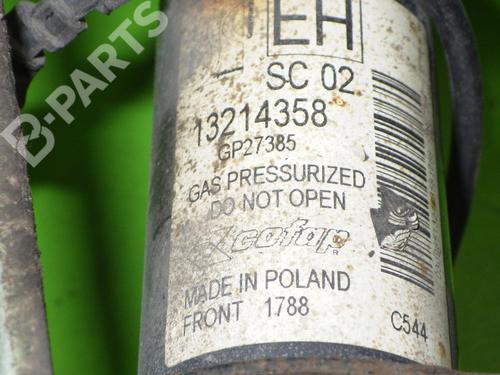 EH
SC 02
13214358
GP27385
GAS PRESSURIZED
DO NOT OPEN
cofap
MADE IN POLAND
FRONT 1788
C544
B-PARTS